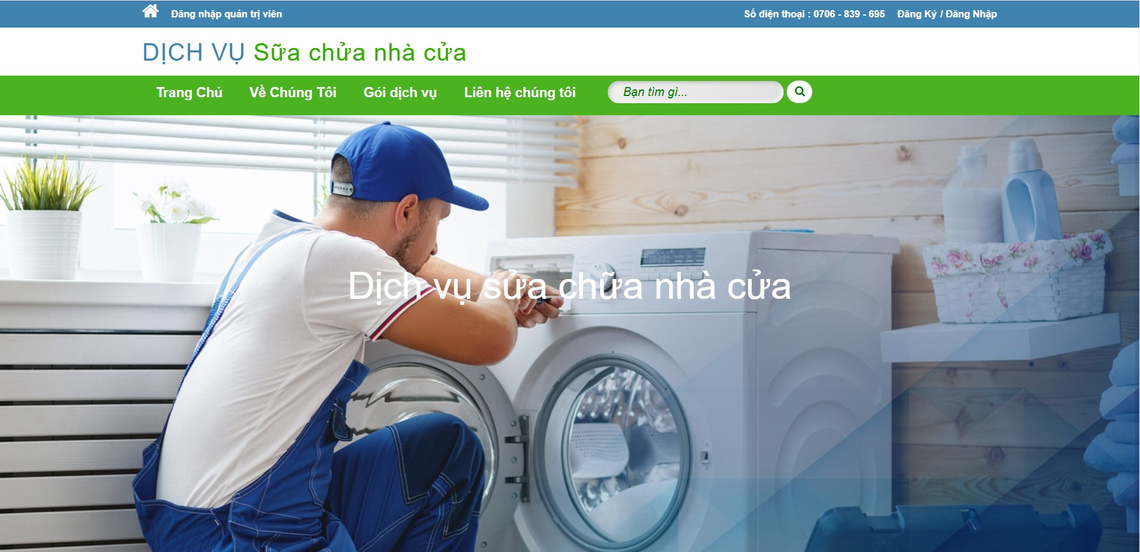 Đăng nhập quản trị viên
Số điện thoại : 0706 - 839 - 695 Đăng Ký / Đăng Nhập
DỊCH VỤ Sữa chửa nhà cửa
Trang Chủ Về Chúng Tôi Gói dịch vụ Liên hệ chúng tôi Bạn tìm gì...
Dịch vụ sửa chữa nhà cửa